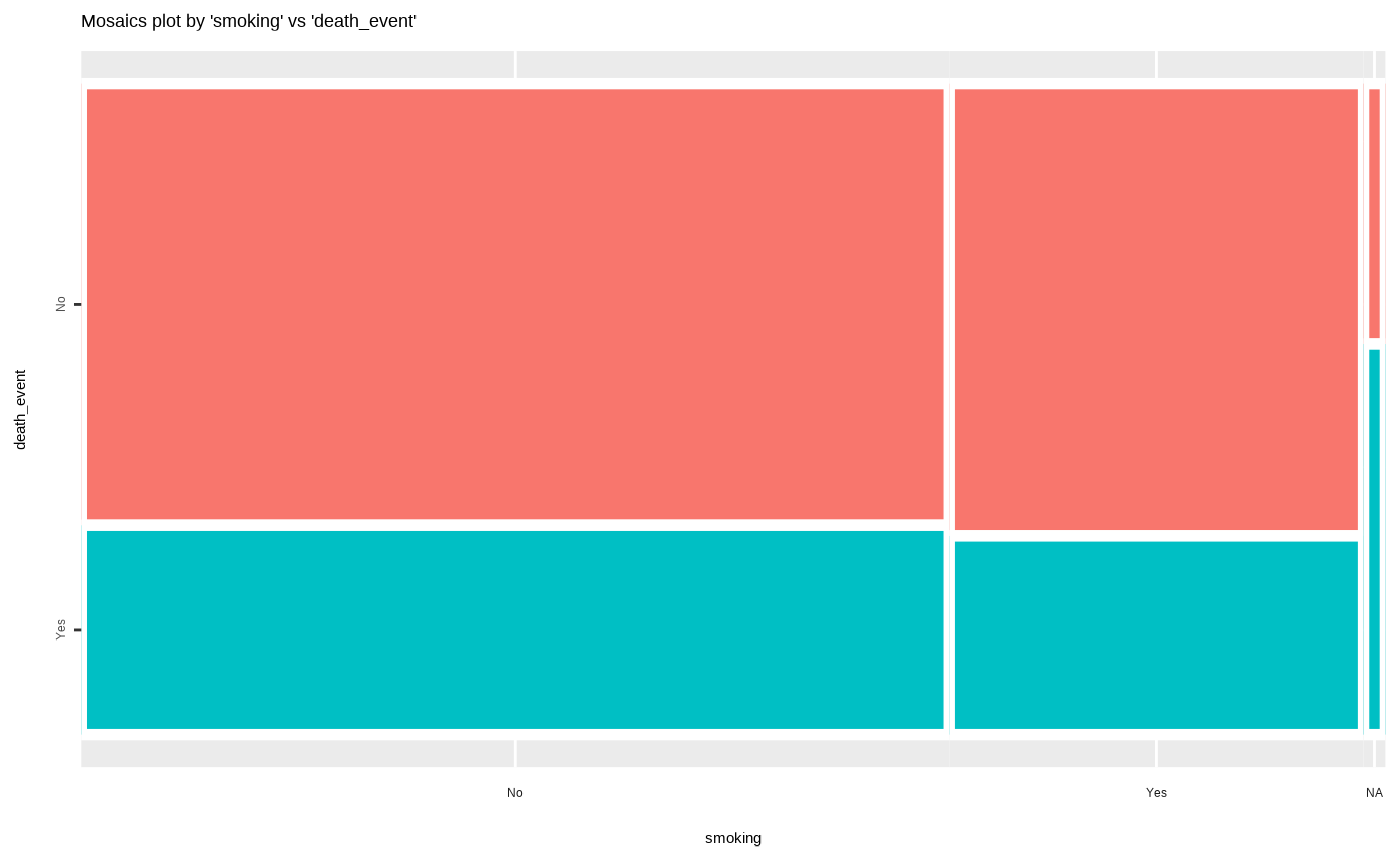 Mosaics plot by 'smoking' vs 'death_event'
death_event
No
Yes
No
Yes
NA
smoking